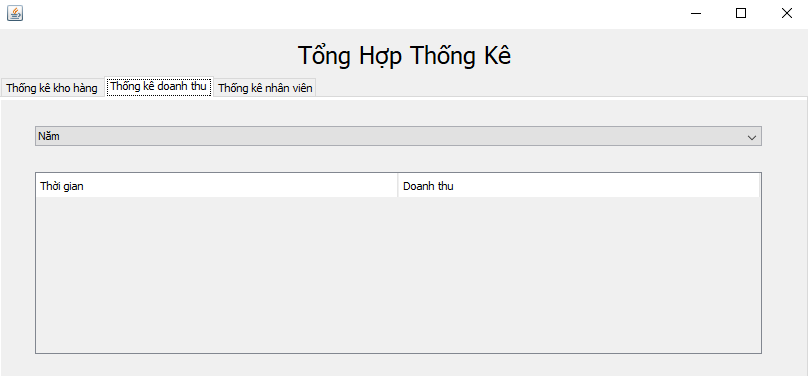 Tổng Hợp Thống Kê
Thống kê kho hàng Thống kê doanh thu Thống kê nhân viên
Năm
Thời gian Doanh thu